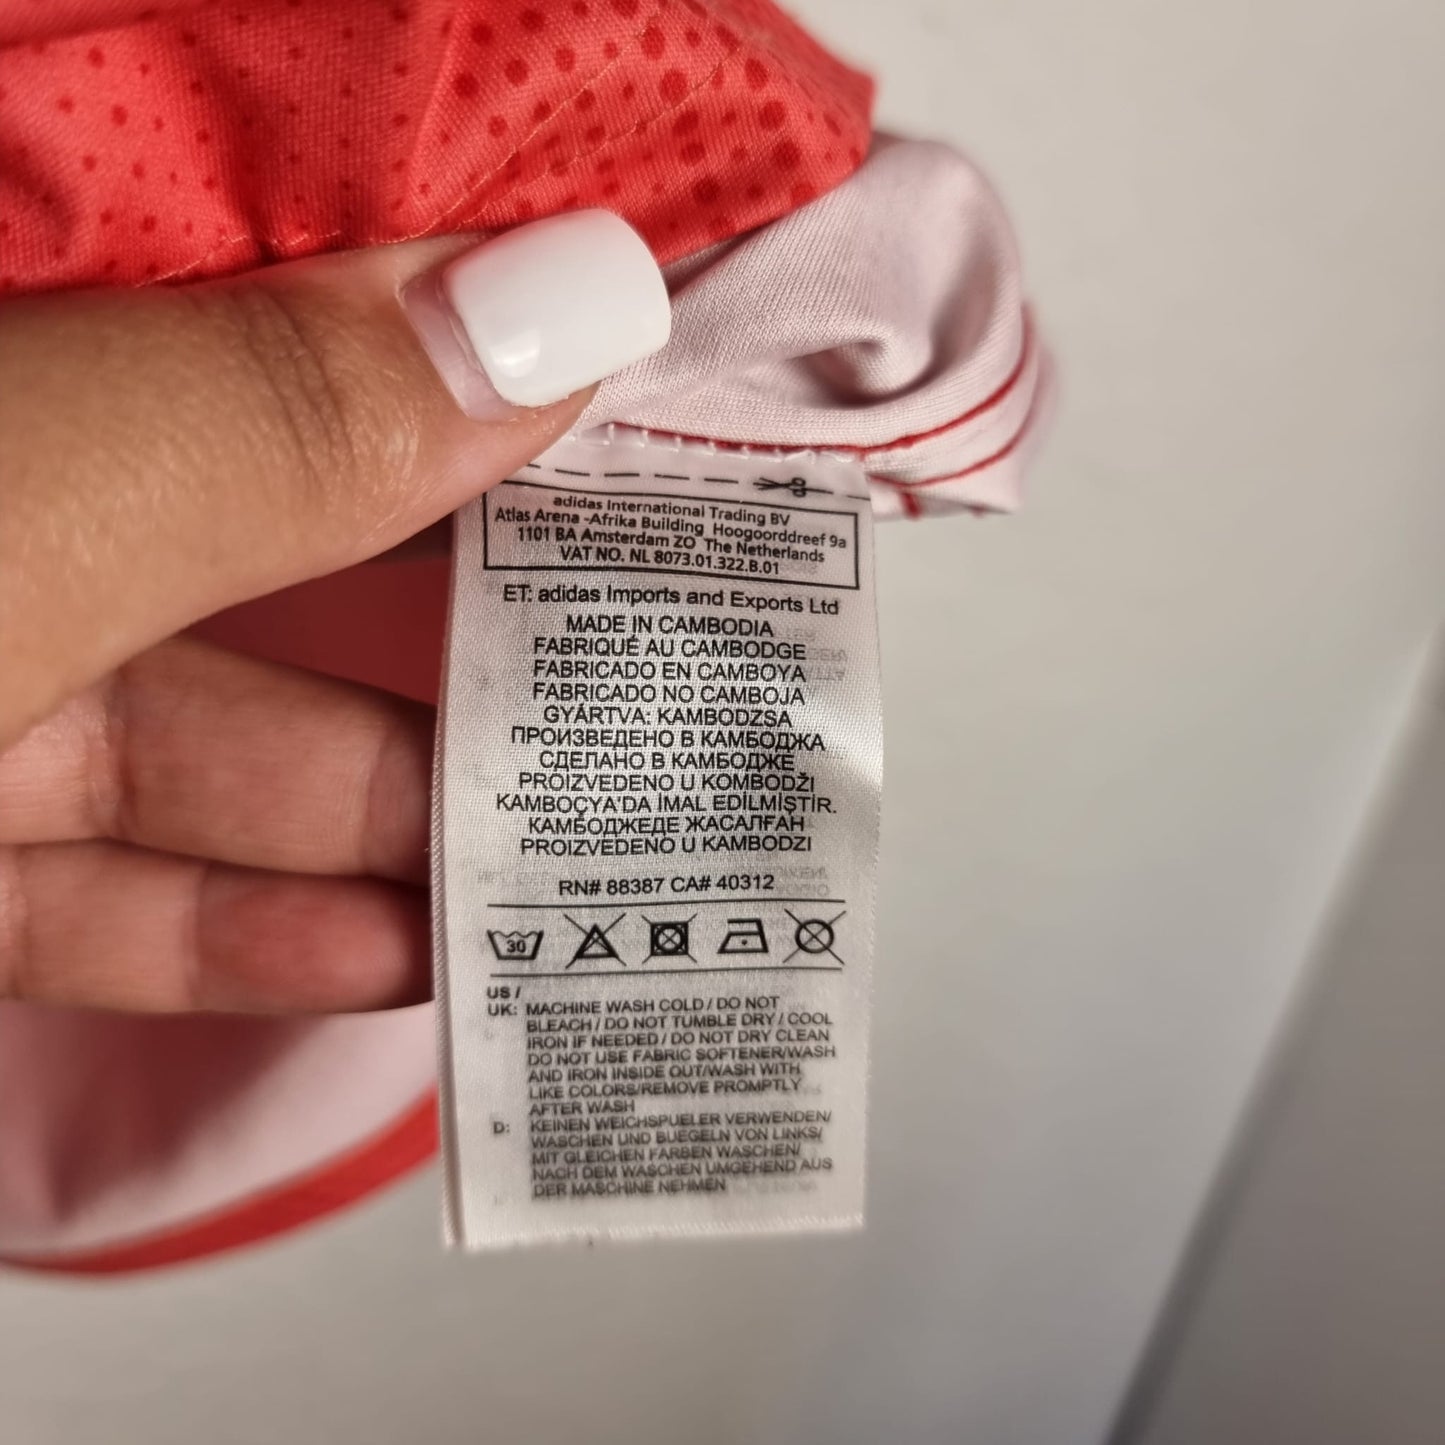 adidas International Trading BV
Atlas Arena -Afrika Building Hoogoorddreef 9a
1101 BA Amsterdam ZO The Netherlands
VAT NO. NL 8073.01.322.B.01
ET: adidas Imports and Exports Ltd
MADE IN CAMBODIA
FABRIQUÉ AU CAMBODGE
FABRICADO EN CAMBOYA
FABRICADO NO CAMBOJA
GYÁRTVA: KAMBODZSA
ПРОИЗВЕДЕНО В КАМБОДЖА
СДЕЛАНО В КАМБОДЖЕ
PROIZVEDENO U KOMBODŽI
KAMBOÇYA'DA İMAL EDİLMİŞTİR.
КАМБОДЖЕДЕ ЖАСАЛҒАН
PROIZVEDENO U KAMBODZI
RN# 88387 CA# 40312
30
US /
UK: MACHINE WASH COLD / DO NOT
BLEACH / DO NOT TUMBLE DRY / COOL
IRON IF NEEDED / DO NOT DRY CLEAN
DO NOT USE FABRIC SOFTENER/WASH
AND IRON INSIDE OUT/WASH WITH
LIKE COLORS/REMOVE PROMPTLY
AFTER WASH
D: KEINEN WEICHSPUELER VERWENDEN/
WASCHEN UND BUEGELN VON LINKS/
MIT GLEICHEN FARBEN WASCHEN/
NACH DEM WASCHEN UMGEHEND AUS
DER MASCHINE NEHMEN